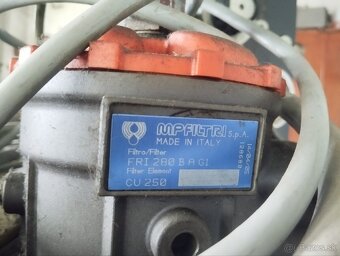 MPFILTRI S.p.A.
MADE IN ITALY
Filtro/Filter
FRI 280 B A G1
Filter Element
CU 250